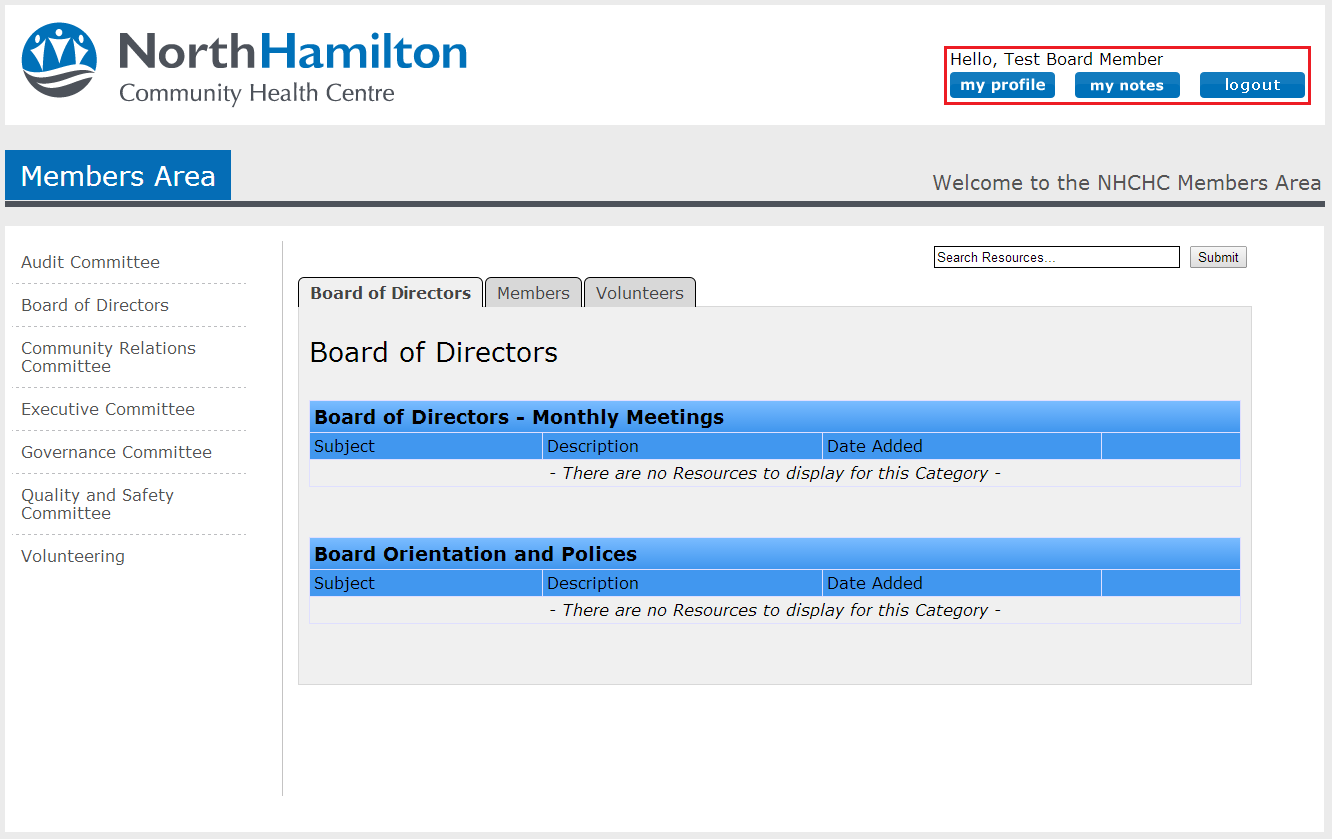 NorthHamilton
Community Health Centre
Hello, Test Board Member
my profile my notes logout
Members Area
Welcome to the NHCHC Members Area
Audit Committee
Board of Directors
Community Relations
Committee
Executive Committee
Governance Committee
Quality and Safety
Committee
Volunteering
Search Resources... Submit
Board of Directors Members Volunteers
Board of Directors
Board of Directors - Monthly Meetings
Subject Description Date Added
- There are no Resources to display for this Category -
Board Orientation and Polices
Subject Description Date Added
- There are no Resources to display for this Category -